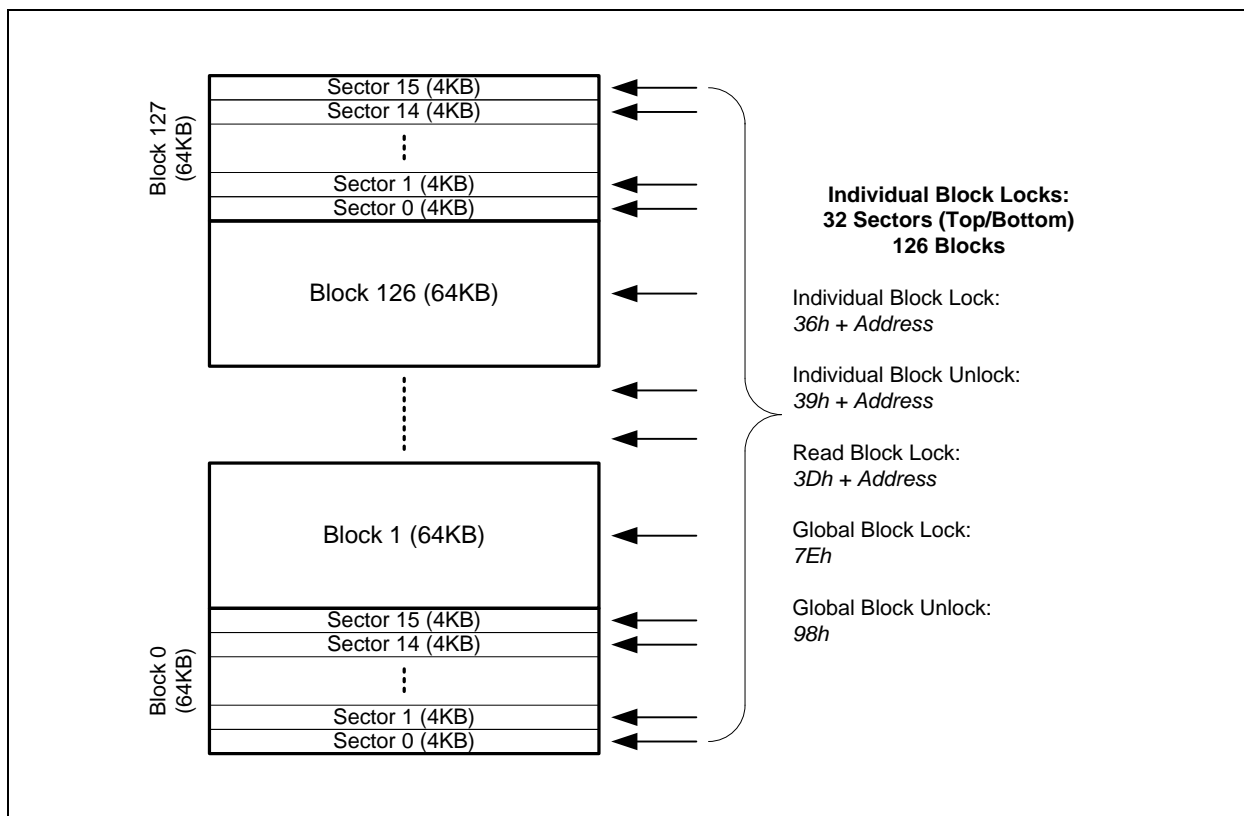 Block 127
(64KB)
Sector 15 (4KB)
Sector 14 (4KB)
Sector 1 (4KB)
Sector 0 (4KB)
Block 126 (64KB)
Block 1 (64KB)
Block 0
(64KB)
Sector 15 (4KB)
Sector 14 (4KB)
Sector 1 (4KB)
Sector 0 (4KB)
Individual Block Locks:
32 Sectors (Top/Bottom)
126 Blocks
Individual Block Lock:
36h + Address
Individual Block Unlock:
39h + Address
Read Block Lock:
3Dh + Address
Global Block Lock:
7Eh
Global Block Unlock:
98h